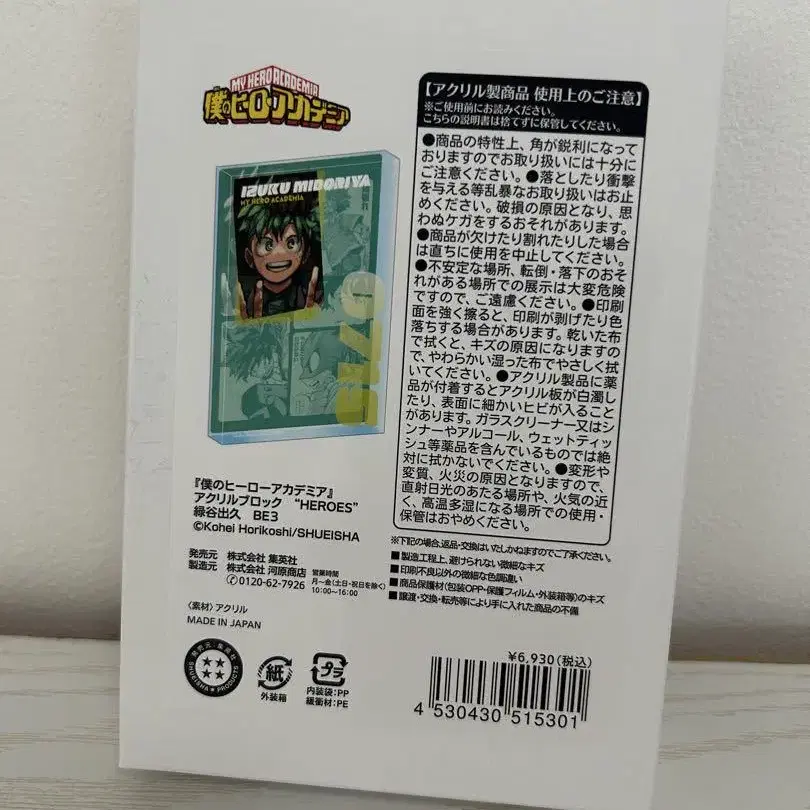 MY HERO ACADEMIA
僕のヒーローアカデミア
IZUKU MIDORIYA
MY HERO ACADEMIA
『僕のヒーローアカデミア』
アクリルブロック “HEROES”
緑谷出久 BE3
©Kohei Horikoshi/SHUEISHA
発売元 株式会社 集英社
製造元 株式会社 河原商店
0120-62-7926
営業時間
月～金(土日・祝日を除く)
10:00～16:00
〈素材〉アクリル
MADE IN JAPAN
発売元:集英社
SHUEISHA PRODUCTS
紙
外装箱
プラ
内装袋:PP
緩衝材:PE
【アクリル製商品 使用上のご注意】
※ご使用前にお読みください。
こちらの説明書は捨てずに保管してください。
●商品の特性上、角が鋭利になって
おりますのでお取り扱いには十分に
ご注意ください。●落としたり衝撃
を与える等乱暴なお取り扱いはお止
めください。破損の原因となり、思
わぬケガをするおそれがあります。
●商品が欠けたり割れたりした場合
は直ちに使用を中止してください。
●不安定な場所、転倒・落下のおそ
れがある場所での展示は大変危険
ですので、ご遠慮ください。●印刷
面を強く擦ると、印刷が剥げたり色
落ちする場合があります。乾いた布
で拭くと、キズの原因になりますの
で、やわらかい湿った布でやさしく拭
いてください。●アクリル製品に薬
品が付着するとアクリル板が白濁し
たり、表面に細かいヒビが入ること
があります。ガラスクリーナー又はシ
ンナーやアルコール、ウェットティッ
シュ等薬品を含んでいるものでは絶
対に拭かないでください。●変形や
変質、火災の原因となりますので、
直射日光のあたる場所や、火気の近
く、高温多湿になる場所での使用・
保管はおやめください。
※下記の場合、返品・交換はいたしかねますのでご了承ください。
■製造工程上、避けられない微細なキズ
■印刷不良以外の微細な色調違い
■商品保護材(包装OPP・保護フィルム・外装箱等)のキズ
■譲渡・交換・転売等により手に入れた商品の不備
¥6,930(税込)
4 530430 515301